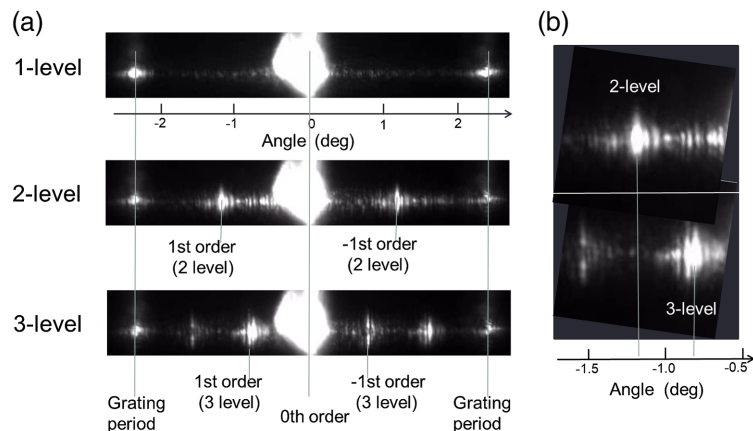 (a)
1-level
-2
-1
0
1
2
Angle (deg)
2-level
1st order
(2 level)
-1st order
(2 level)
3-level
1st order
(3 level)
-1st order
(3 level)
Grating
period
0th order
Grating
period
(b)
2-level
3-level
-1.5
-1.0
-0.5
Angle (deg)